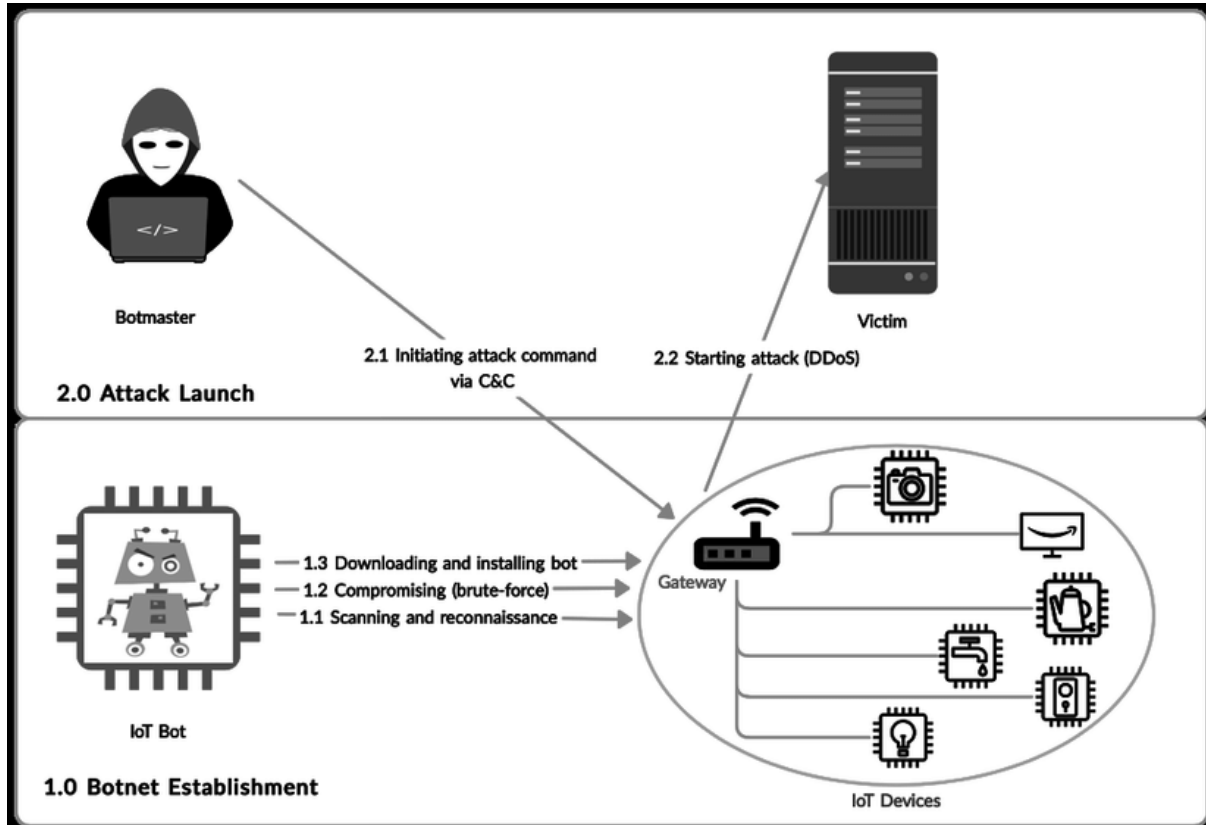 </>
Botmaster
Victim
2.1 Initiating attack command
via C&C
2.2 Starting attack (DDoS)
2.0 Attack Launch
1.3 Downloading and installing bot
1.2 Compromising (brute-force)
1.1 Scanning and reconnaissance
Gateway
IoT Bot
1.0 Botnet Establishment
IoT Devices